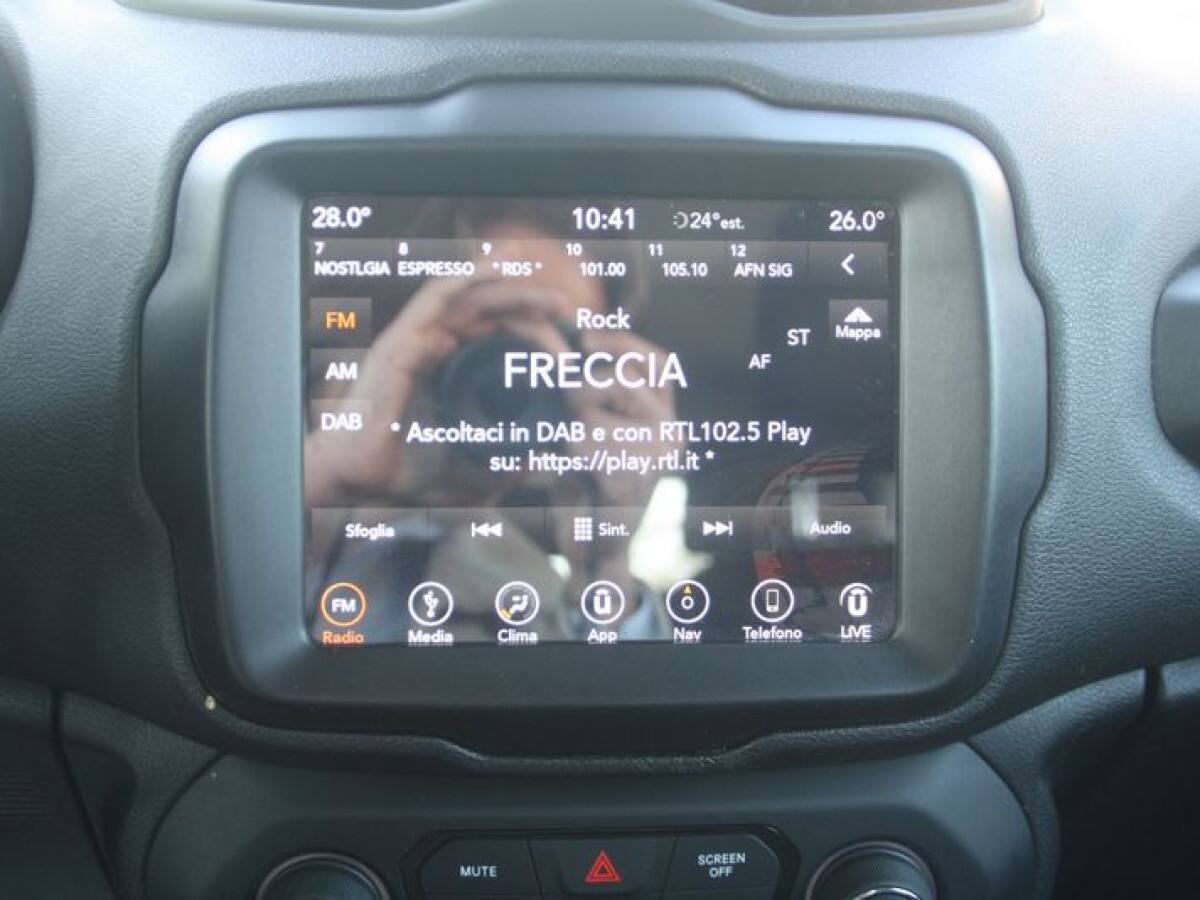 28.0° 10:41 24°est. 26.0°
7 8 9 10 11 12
NOSTLGIA ESPRESSO *RDS* 101.00 105.10 AFN SIG
FM Rock Mappa
ST
AM FRECCIA AF
DAB * Ascoltaci in DAB e con RTL102.5 Play
su: https://play.rtl.it *
Sfoglia Sint. Audio
FM
Radio Media Clima App Nav Telefono LIVE
MUTE SCREEN
OFF